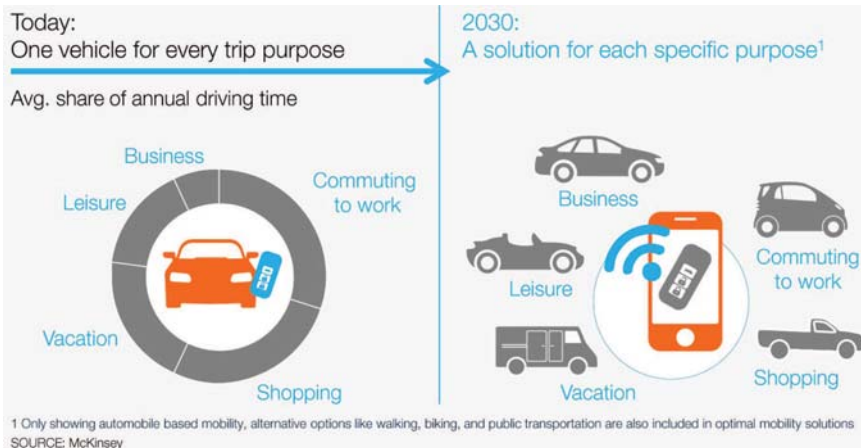 Today:
One vehicle for every trip purpose
Avg. share of annual driving time
Business
Leisure
Commuting
to work
Vacation
Shopping
2030:
A solution for each specific purpose¹
Business
Leisure
Commuting
to work
Vacation
Shopping
1 Only showing automobile based mobility, alternative options like walking, biking, and public transportation are also included in optimal mobility solutions
SOURCE: McKinsey